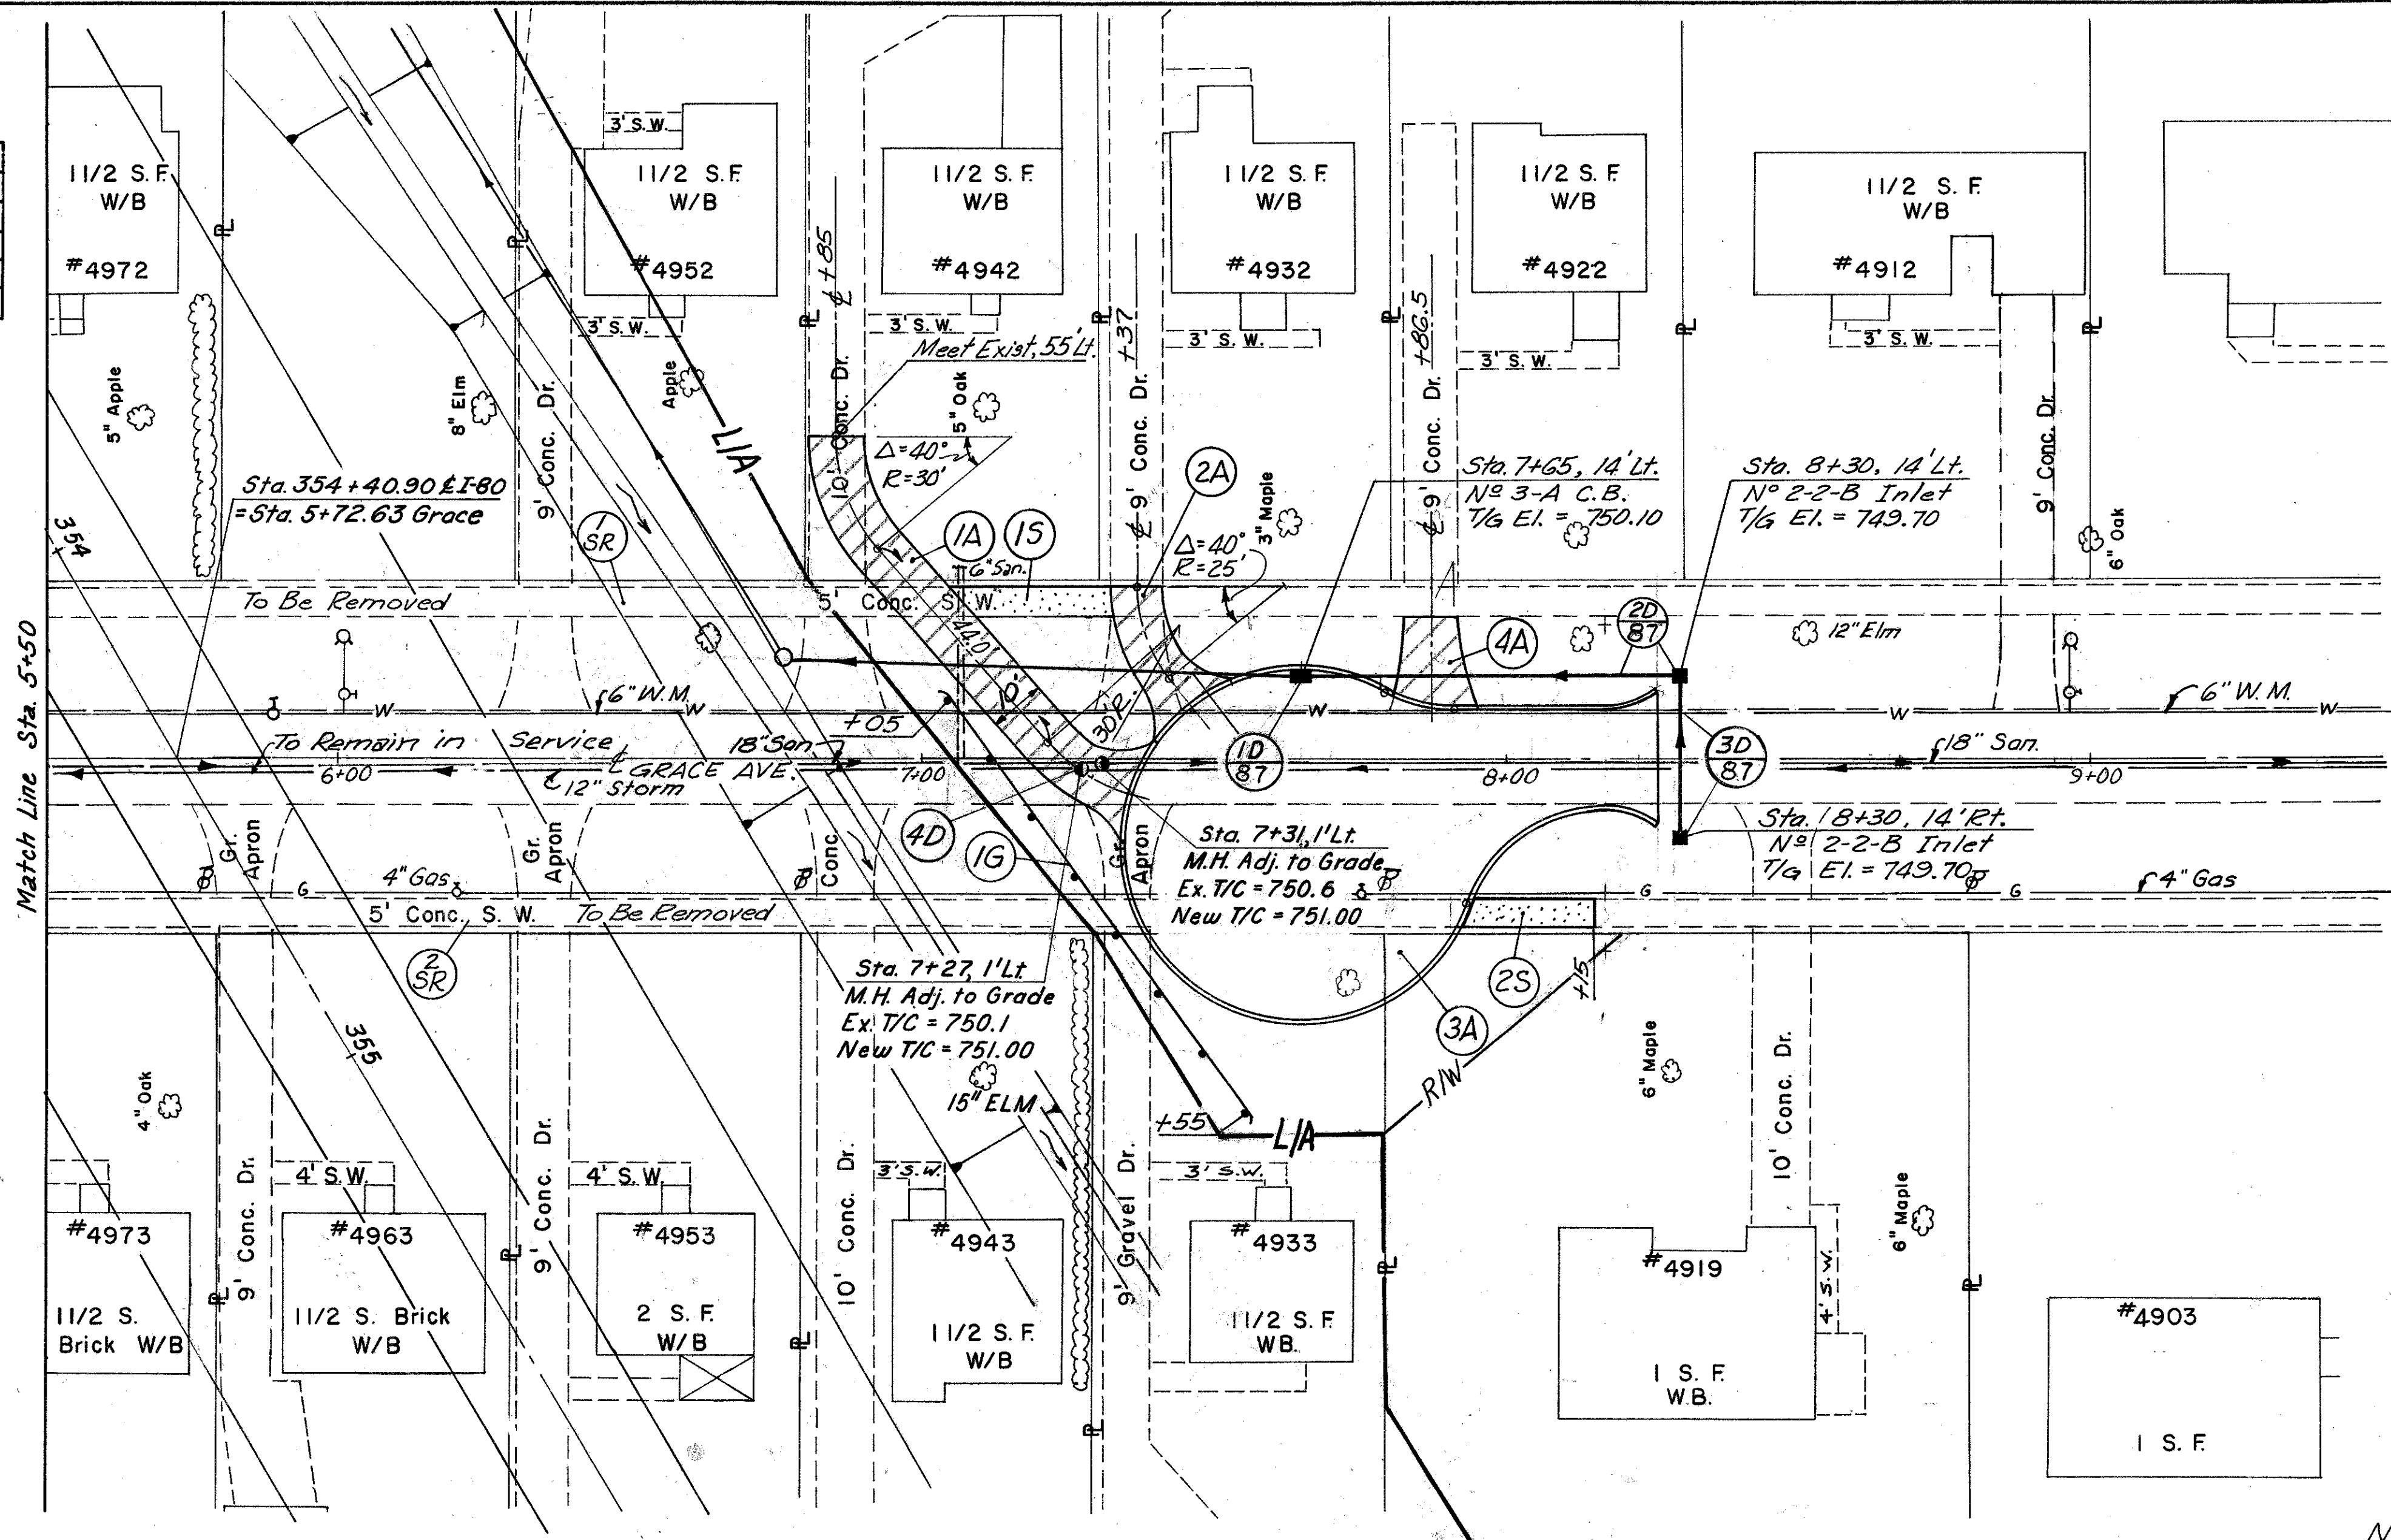 Match Line Sta. 5+50
11/2 S.F.
W/B
#4972
3' S.W.
11/2 S.F.
W/B
#4952
3' S.W.
11/2 S.F.
W/B
#4942
3' S.W.
11/2 S.F.
W/B
#4932
3' S.W.
11/2 S.F.
W/B
#4922
3' S.W.
11/2 S.F.
W/B
#4912
3' S.W.
℄ +85
+37
+86.5
Meet Exist, 55' Lt.
5" Apple
8" Elm
9' Conc. Dr.
Apple
L/A
10' Conc. Dr.
5" Oak
℄ 9' Conc. Dr.
3" Maple
℄ 9' Conc. Dr.
9' Conc. Dr.
6" Oak
Δ=40°
R=30'
2A
Sta. 7+65, 14' Lt.
Nº 3-A C.B.
T/G El. = 750.10
Sta. 8+30, 14' Lt.
Nº 2-2-B Inlet
T/G El. = 749.70
Sta. 354+40.90 ℄ I-80
=Sta. 5+72.63 Grace
354
1
SR
1A
1S
6" San.
Δ=40°
R=25'
To Be Removed
5' Conc. S.W.
44.0'
2D
87
4A
12" Elm
6" W.M.
W
W
+05
10'
30'R.
W
W
6" W.M.
W
To Remain in Service
18" San
18" San.
6+00
℄ GRACE AVE.
12" Storm
7+00
1D
87
8+00
3D
87
9+00
Gr.
Apron
Gr.
Apron
Conc.
4D
1G
Gr.
Apron
Sta. 7+31, 1' Lt.
M.H. Adj. to Grade
Ex. T/C = 750.6
New T/C = 751.00
Sta. 8+30, 14' Rt.
Nº 2-2-B Inlet
T/G El. = 749.70
G
4" Gas
G
G
4" Gas
5' Conc. S. W.
To Be Removed
2
SR
Sta. 7+27, 1' Lt.
M.H. Adj. to Grade
Ex. T/C = 750.1
New T/C = 751.00
2S
+15
3A
355
4" Oak
15" ELM
+55
L/A
R/W
6" Maple
10' Conc. Dr.
9' Conc. Dr.
4' S.W.
9' Conc. Dr.
4' S.W.
10' Conc. Dr.
3' S.W.
9' Gravel Dr.
3' S.W.
6" Maple
4' S.W.
#4973
11/2 S.
Brick W/B
#4963
11/2 S. Brick
W/B
#4953
2 S.F.
W/B
#4943
11/2 S.F.
W/B
#4933
11/2 S.F.
WB.
#4919
1 S.F.
W.B.
#4903
1 S.F.